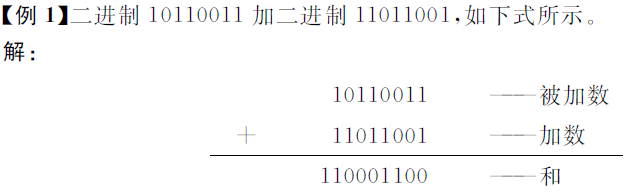 【例 1】二进制 10110011 加二进制 11011001,如下式所示。
解：
10110011 ——被加数
+ 11011001 ——加数
110001100 ——和